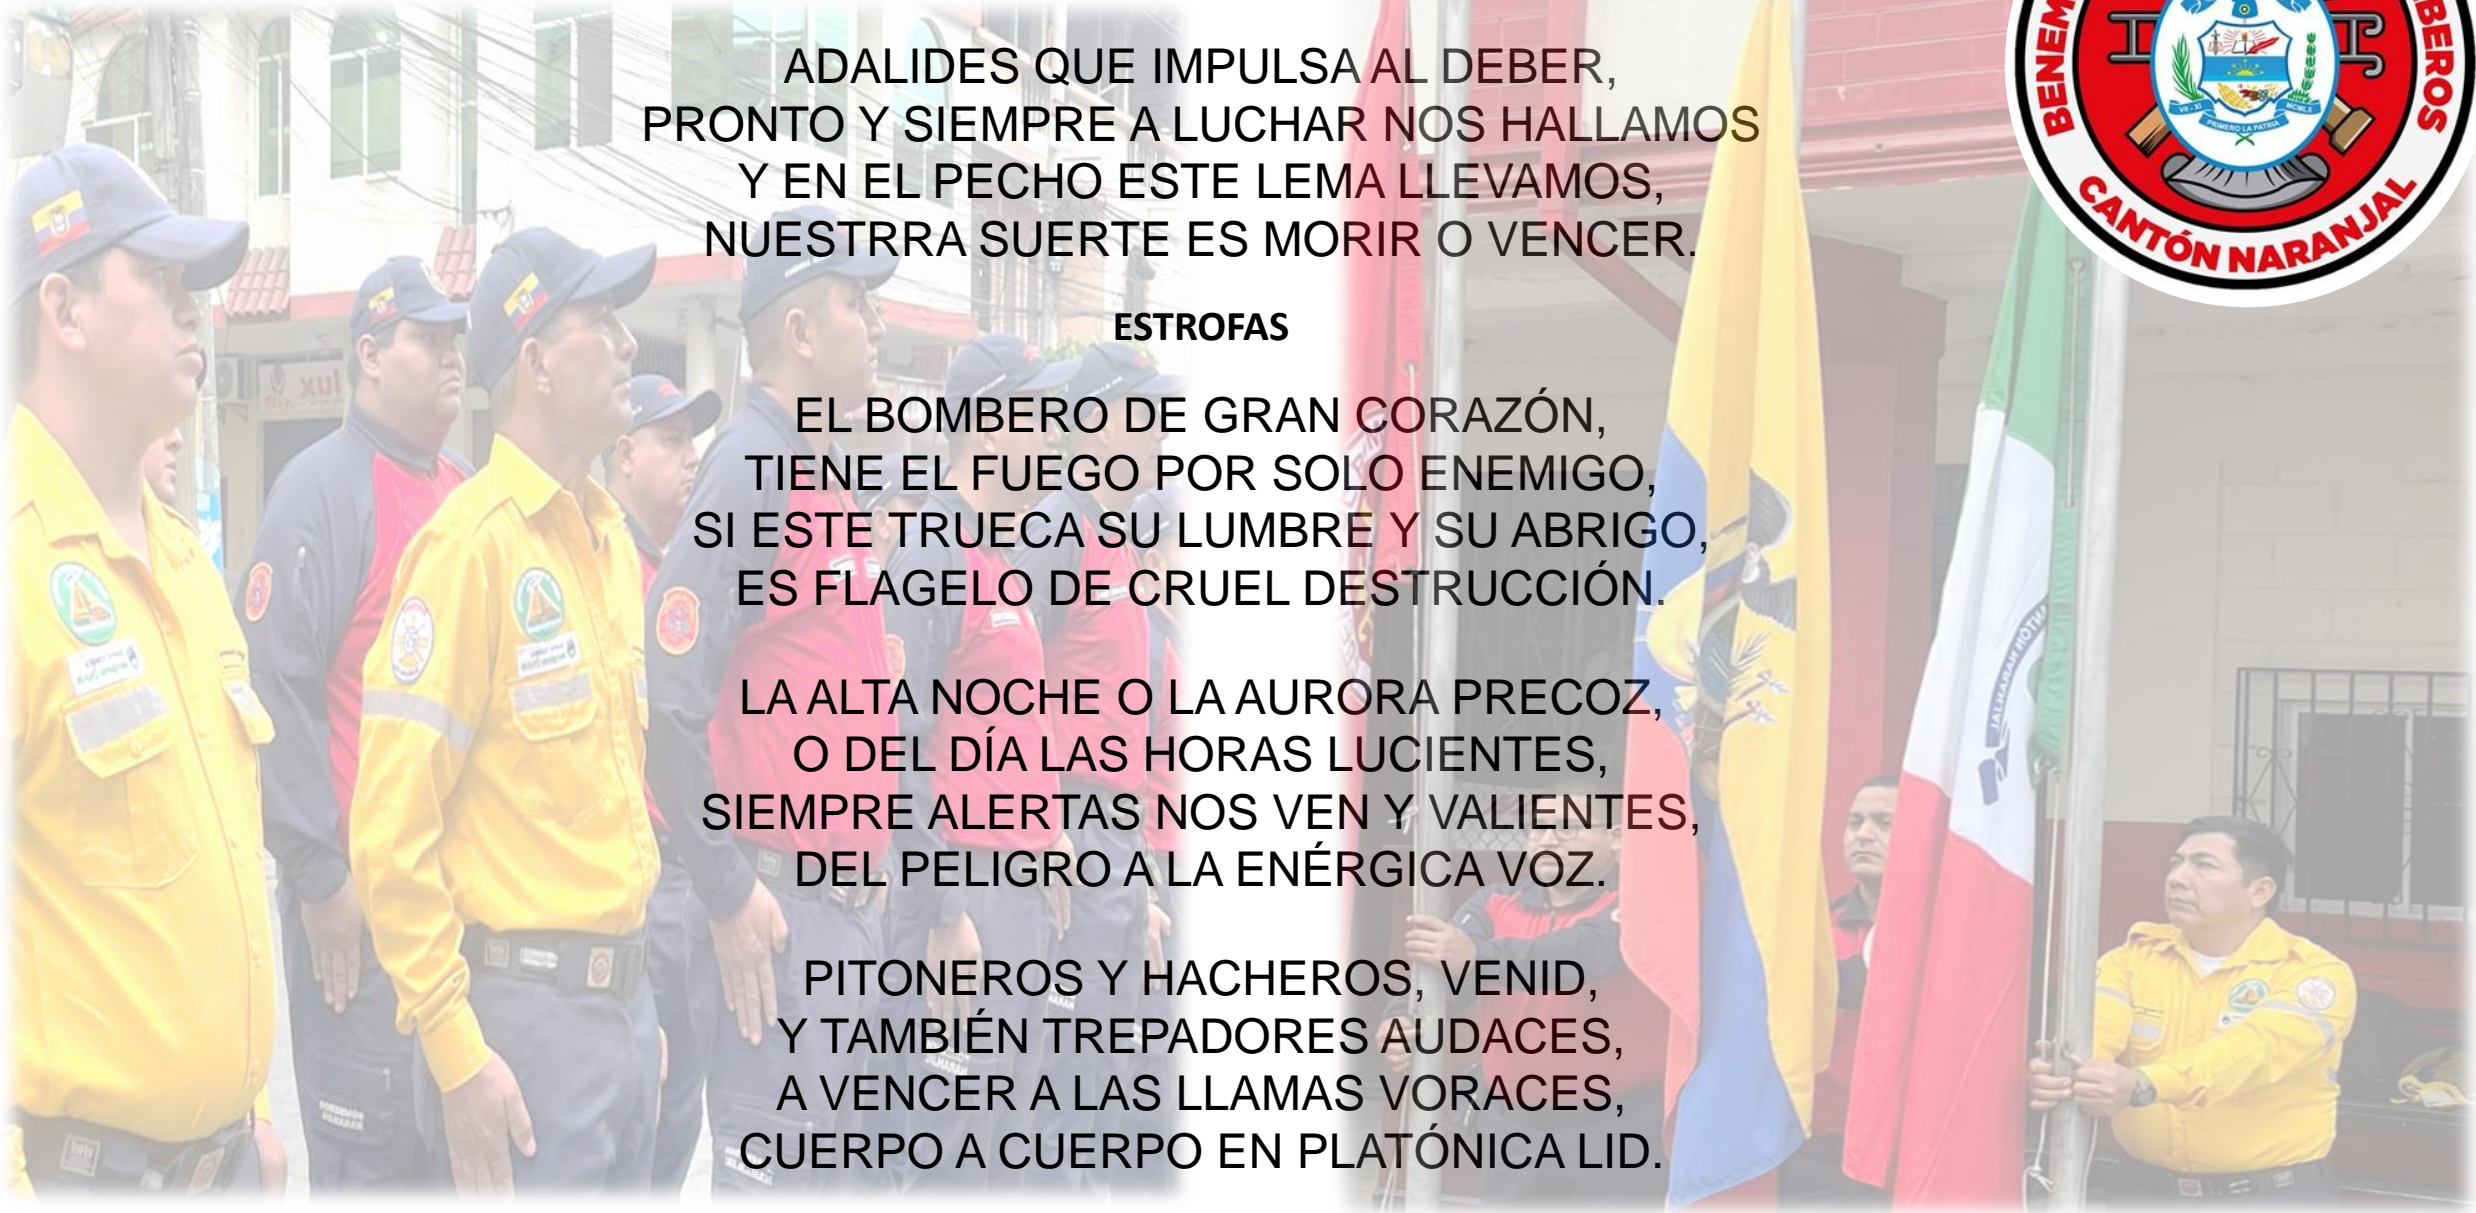 ADALIDES QUE IMPULSA AL DEBER,
PRONTO Y SIEMPRE A LUCHAR NOS HALLAMOS
Y EN EL PECHO ESTE LEMA LLEVAMOS,
NUESTRRA SUERTE ES MORIR O VENCER.
ESTROFAS
EL BOMBERO DE GRAN CORAZÓN,
TIENE EL FUEGO POR SOLO ENEMIGO,
SI ESTE TRUECA SU LUMBRE Y SU ABRIGO,
ES FLAGELO DE CRUEL DESTRUCCIÓN.
LA ALTA NOCHE O LA AURORA PRECOZ,
O DEL DÍA LAS HORAS LUCIENTES,
SIEMPRE ALERTAS NOS VEN Y VALIENTES,
DEL PELIGRO A LA ENÉRGICA VOZ.
PITONEROS Y HACHEROS, VENID,
Y TAMBIÉN TREPADORES AUDACES,
A VENCER A LAS LLAMAS VORACES,
CUERPO A CUERPO EN PLATÓNICA LID.
BENEM
BEROS
CANTÓN NARANJAL
VII - XI
MCMLX
PRIMERO LA PATRIA